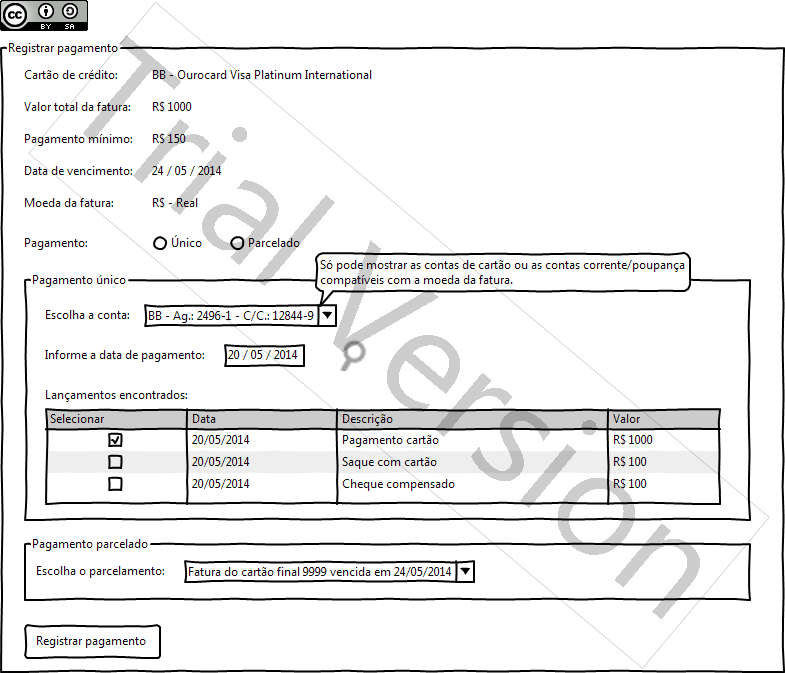 cc BY SA
Registrar pagamento
Cartão de crédito: BB - Ourocard Visa Platinum International
Valor total da fatura: R$ 1000
Pagamento mínimo: R$ 150
Data de vencimento: 24 / 05 / 2014
Moeda da fatura: R$ - Real
Pagamento: Único Parcelado
Só pode mostrar as contas de cartão ou as contas corrente/poupança
compatíveis com a moeda da fatura.
Pagamento único
Escolha a conta: BB - Ag.: 2496-1 - C/C.: 12844-9
Informe a data de pagamento: 20 / 05 / 2014
Lançamentos encontrados:
Selecionar Data Descrição Valor
20/05/2014 Pagamento cartão R$ 1000
20/05/2014 Saque com cartão R$ 100
20/05/2014 Cheque compensado R$ 100
Pagamento parcelado
Escolha o parcelamento: Fatura do cartão final 9999 vencida em 24/05/2014
Registrar pagamento
Trial Version